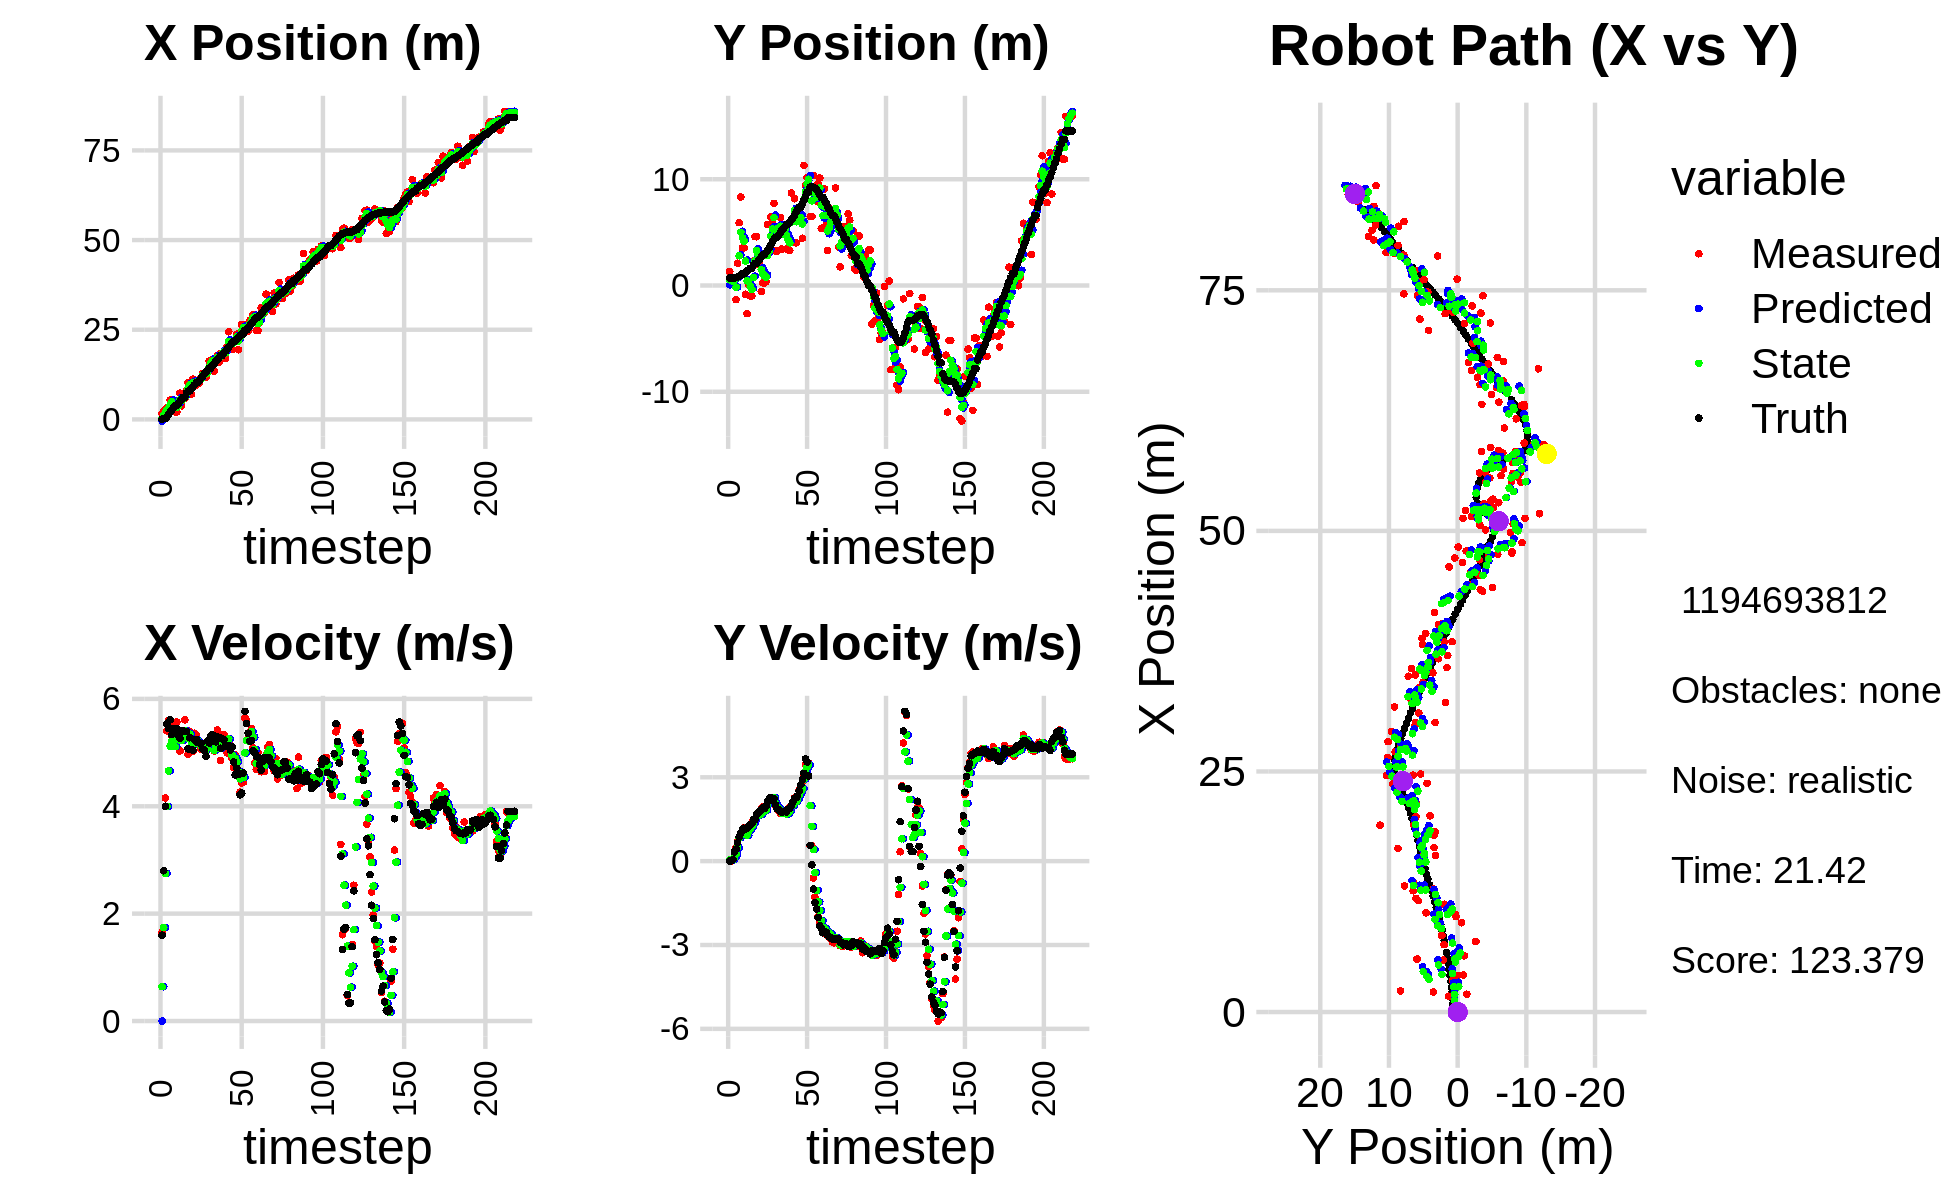 X Position (m)
75
50
25
0
0 50 100 150 200
timestep
Y Position (m)
10
0
-10
0 50 100 150 200
timestep
X Velocity (m/s)
6
4
2
0
0 50 100 150 200
timestep
Y Velocity (m/s)
3
0
-3
-6
0 50 100 150 200
timestep
Robot Path (X vs Y)
X Position (m)
75
50
25
0
20 10 0 -10 -20
Y Position (m)
variable
Measured
Predicted
State
Truth
1194693812
Obstacles: none
Noise: realistic
Time: 21.42
Score: 123.379